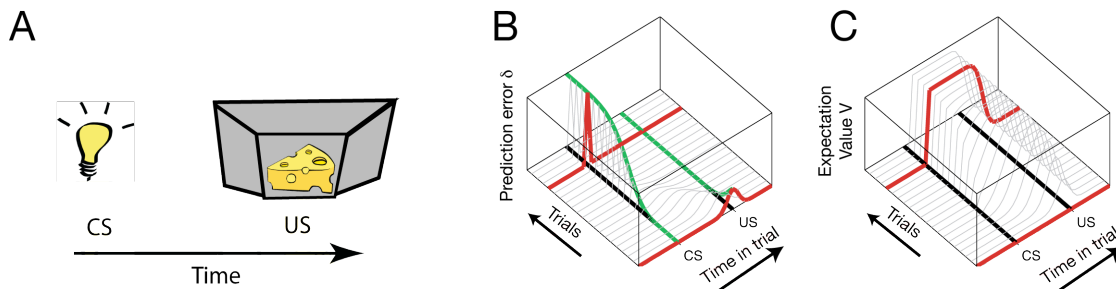 A
CS
US
Time
B
Prediction error δ
Trials
CS
US
Time in trial
C
Expectation
Value V
Trials
CS
US
Time in trial